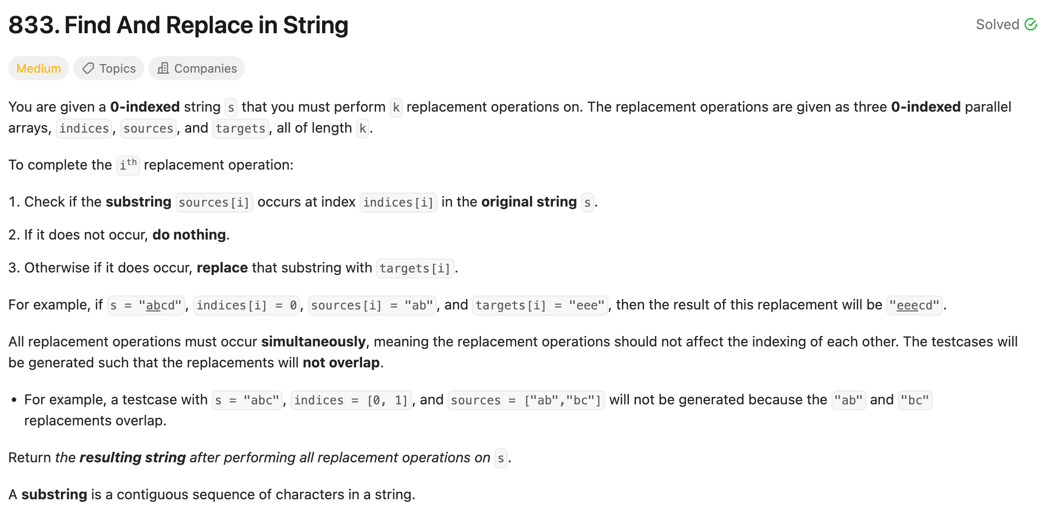 833. Find And Replace in String
Solved
Medium Topics Companies
You are given a 0-indexed string s that you must perform k replacement operations on. The replacement operations are given as three 0-indexed parallel
arrays, indices, sources, and targets, all of length k.
To complete the ith replacement operation:
1. Check if the substring sources[i] occurs at index indices[i] in the original string s.
2. If it does not occur, do nothing.
3. Otherwise if it does occur, replace that substring with targets[i].
For example, if s = "abcd", indices[i] = 0, sources[i] = "ab", and targets[i] = "eee", then the result of this replacement will be "eeecd".
All replacement operations must occur simultaneously, meaning the replacement operations should not affect the indexing of each other. The testcases will
be generated such that the replacements will not overlap.
• For example, a testcase with s = "abc", indices = [0, 1], and sources = ["ab","bc"] will not be generated because the "ab" and "bc"
replacements overlap.
Return the resulting string after performing all replacement operations on s.
A substring is a contiguous sequence of characters in a string.